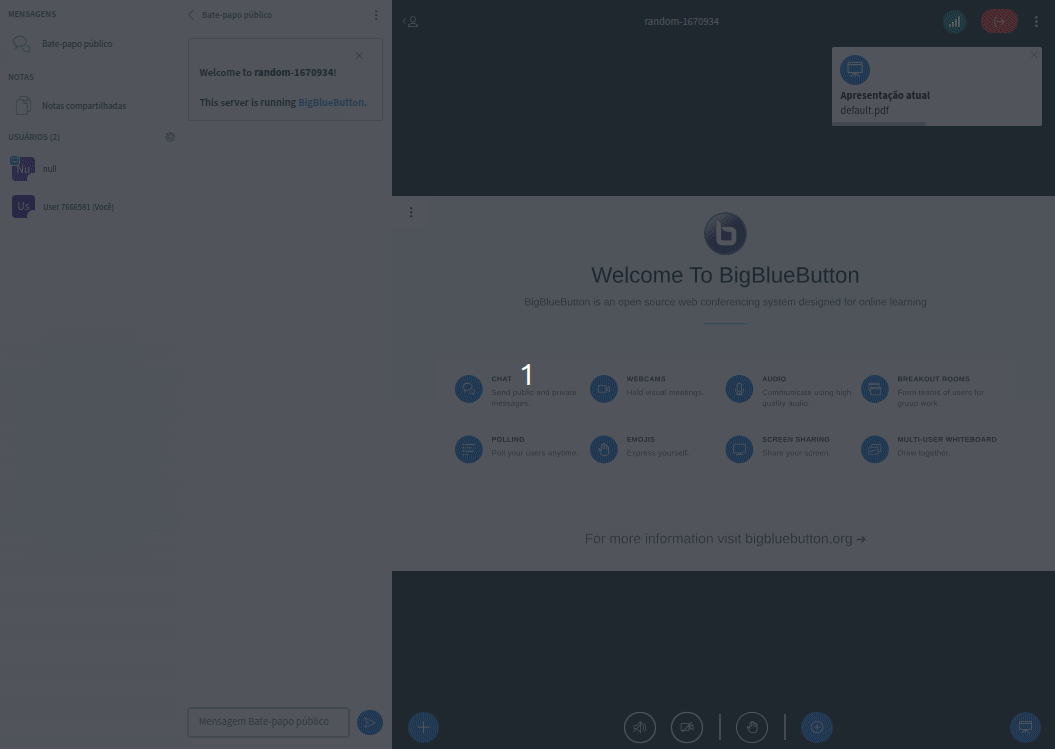 MENSAGENS
Bate-papo público
NOTAS
Notas compartilhadas
USUÁRIOS (2)
Nu
null
Us
User 7666581 (Você)
Bate-papo público
Welcome to random-1670934!
This server is running BigBlueButton.
Mensagem Bate-papo público
random-1670934
Apresentação atual
default.pdf
Welcome To BigBlueButton
BigBlueButton is an open source web conferencing system designed for online learning
1
CHAT
Send public and private
messages.
WEBCAMS
Hold visual meetings.
AUDIO
Communicate using high
quality audio.
BREAKOUT ROOMS
Form teams of users for
group work.
POLLING
Poll your users anytime.
EMOJIS
Express yourself.
SCREEN SHARING
Share your screen.
MULTI-USER WHITEBOARD
Draw together.
For more information visit bigbluebutton.org ➔